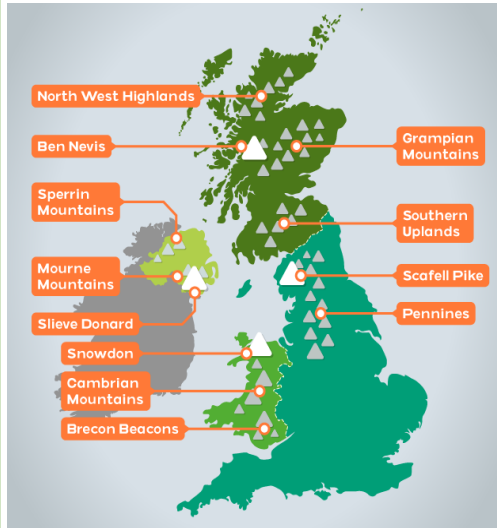 North West Highlands
Ben Nevis
Grampian
Mountains
Sperrin
Mountains
Southern
Uplands
Mourne
Mountains
Scafell Pike
Slieve Donard
Pennines
Snowdon
Cambrian
Mountains
Brecon Beacons